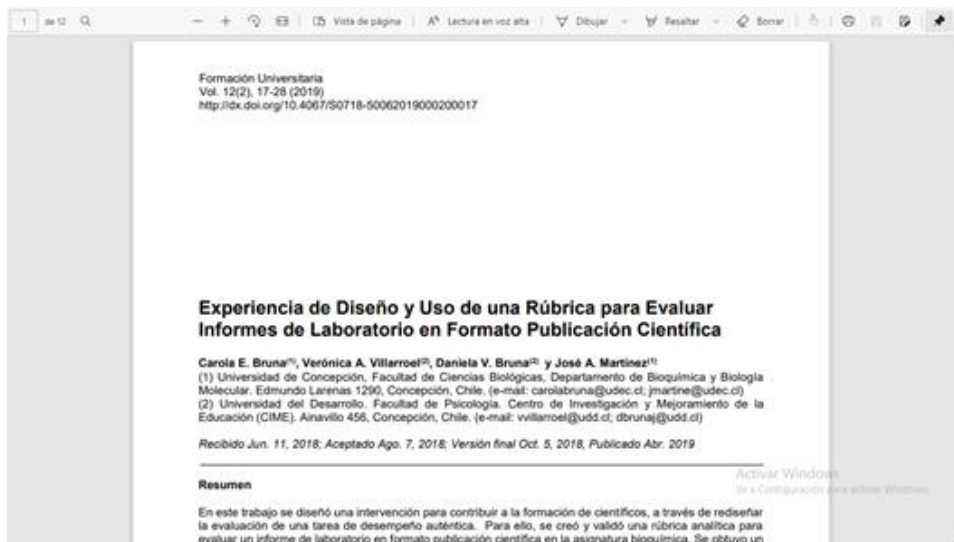 1 de 12
Vista de página
Lectura en voz alta
Dibujar
Resaltar
Borrar
Formación Universitaria
Vol. 12(2), 17-28 (2019)
http://dx.doi.org/10.4067/S0718-50062019000200017
Experiencia de Diseño y Uso de una Rúbrica para Evaluar
Informes de Laboratorio en Formato Publicación Científica
Carola E. Bruna(1), Verónica A. Villarroel(2), Daniela V. Bruna(2) y José A. Martínez(1)
(1) Universidad de Concepción, Facultad de Ciencias Biológicas, Departamento de Bioquímica y Biología
Molecular. Edmundo Larenas 1290, Concepción, Chile. (e-mail: carolabruna@udec.cl; jmartine@udec.cl)
(2) Universidad del Desarrollo. Facultad de Psicología. Centro de Investigación y Mejoramiento de la
Educación (CIME). Ainavillo 456, Concepción, Chile. (e-mail: vvillarroel@udd.cl; dbrunaj@udd.cl)
Recibido Jun. 11, 2018; Aceptado Ago. 7, 2018; Versión final Oct. 5, 2018, Publicado Abr. 2019
Activar Windows
Ve a Configuración para activar Windows.
Resumen
En este trabajo se diseñó una intervención para contribuir a la formación de científicos, a través de rediseñar
la evaluación de una tarea de desempeño auténtica. Para ello, se creó y validó una rúbrica analítica para
evaluar un informe de laboratorio en formato publicación científica en la asignatura bioquímica. Se obtuvo un